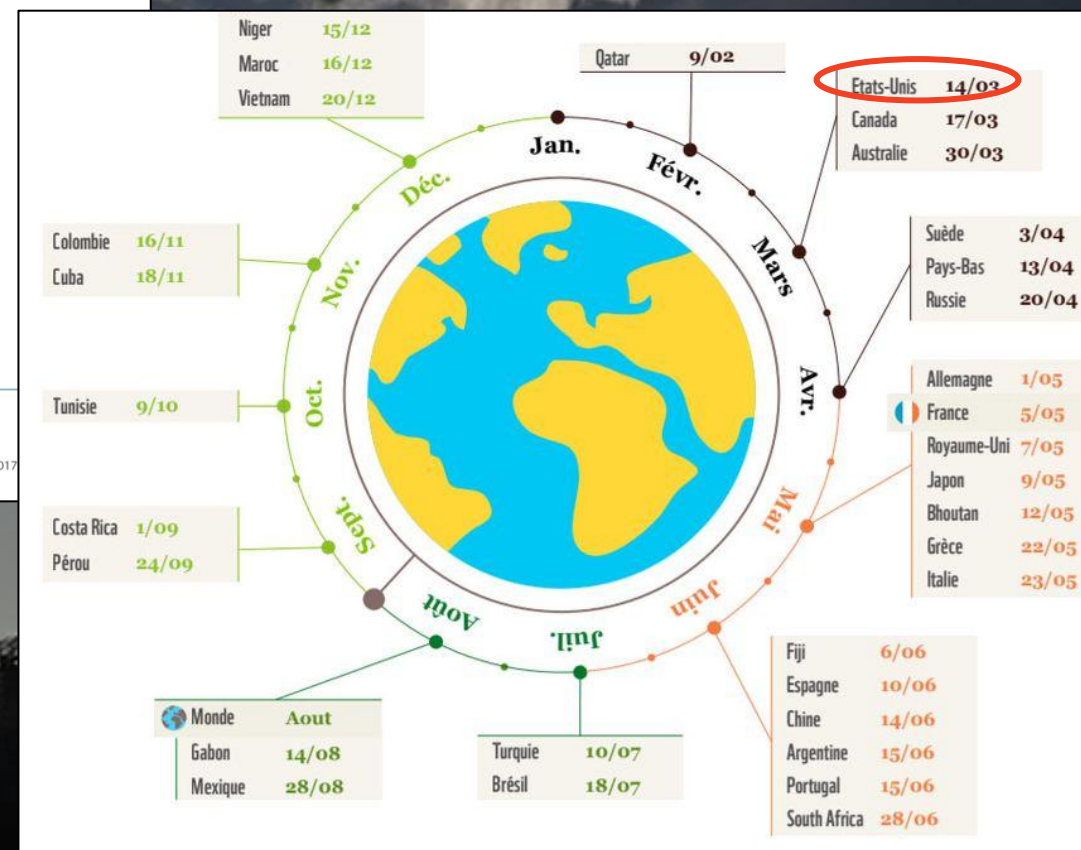 Niger 15/12
Maroc 16/12
Vietnam 20/12
Qatar 9/02
Etats-Unis 14/03
Canada 17/03
Australie 30/03
Jan.
Févr.
Mars
Avr.
Mai
Juin
Juil.
Août
Sept.
Oct.
Nov.
Déc.
Suède 3/04
Pays-Bas 13/04
Russie 20/04
Allemagne 1/05
France 5/05
Royaume-Uni 7/05
Japon 9/05
Bhoutan 12/05
Grèce 22/05
Italie 23/05
Fiji 6/06
Espagne 10/06
Chine 14/06
Argentine 15/06
Portugal 15/06
South Africa 28/06
Turquie 10/07
Brésil 18/07
Monde Aout
Gabon 14/08
Mexique 28/08
Costa Rica 1/09
Pérou 24/09
Tunisie 9/10
Colombie 16/11
Cuba 18/11